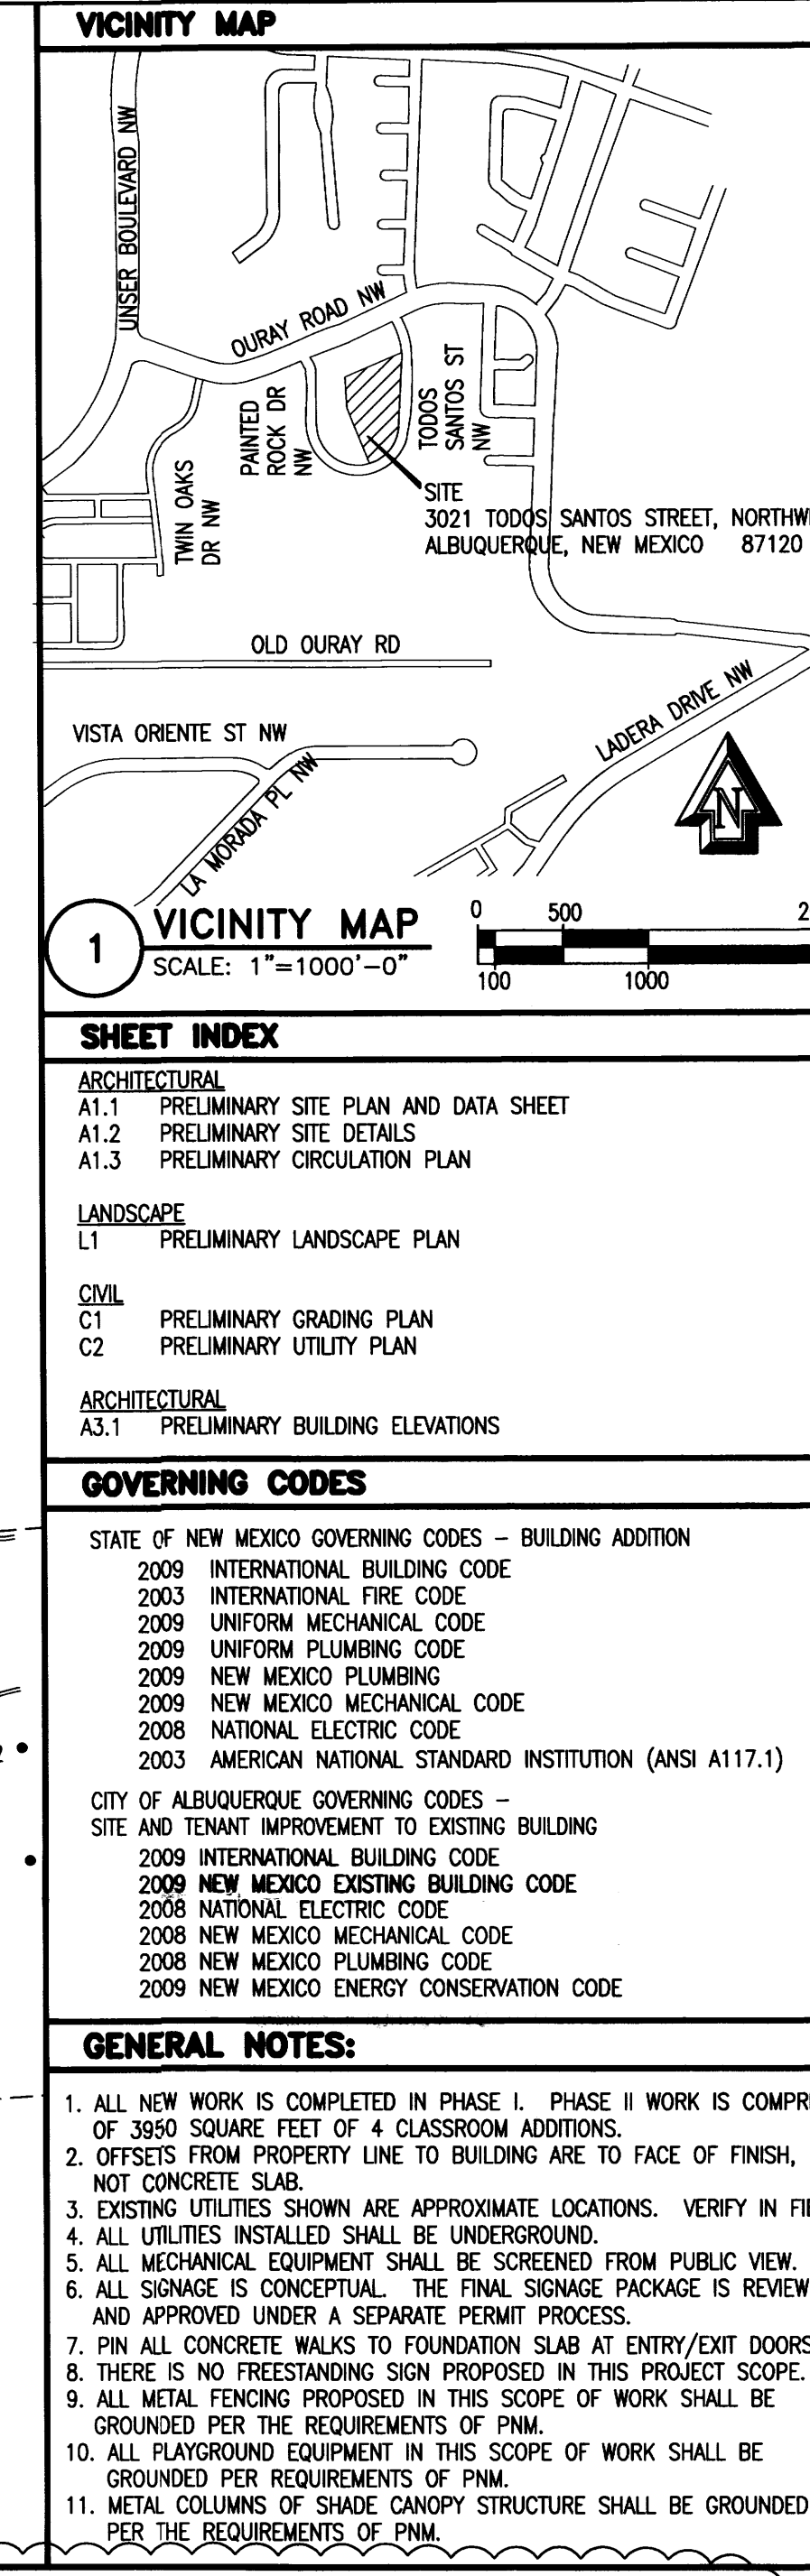 VICINITY MAP
UNSER BOULEVARD NW
OURAY ROAD NW
PAINTED
ROCK DR
NW
TODOS
SANTOS ST
NW
TWIN OAKS
DR NW
SITE
3021 TODOS SANTOS STREET, NORTHW
ALBUQUERQUE, NEW MEXICO 87120
OLD OURAY RD
VISTA ORIENTE ST NW
LA MORADA PL NW
LADERA DRIVE NW
N
1
VICINITY MAP
SCALE: 1"=1000'-0"
0 500 2
100 1000
SHEET INDEX
ARCHITECTURAL
A1.1 PRELIMINARY SITE PLAN AND DATA SHEET
A1.2 PRELIMINARY SITE DETAILS
A1.3 PRELIMINARY CIRCULATION PLAN
LANDSCAPE
L1 PRELIMINARY LANDSCAPE PLAN
CIVIL
C1 PRELIMINARY GRADING PLAN
C2 PRELIMINARY UTILITY PLAN
ARCHITECTURAL
A3.1 PRELIMINARY BUILDING ELEVATIONS
GOVERNING CODES
STATE OF NEW MEXICO GOVERNING CODES – BUILDING ADDITION
2009 INTERNATIONAL BUILDING CODE
2003 INTERNATIONAL FIRE CODE
2009 UNIFORM MECHANICAL CODE
2009 UNIFORM PLUMBING CODE
2009 NEW MEXICO PLUMBING
2009 NEW MEXICO MECHANICAL CODE
2008 NATIONAL ELECTRIC CODE
2003 AMERICAN NATIONAL STANDARD INSTITUTION (ANSI A117.1)
CITY OF ALBUQUERQUE GOVERNING CODES –
SITE AND TENANT IMPROVEMENT TO EXISTING BUILDING
2009 INTERNATIONAL BUILDING CODE
2009 NEW MEXICO EXISTING BUILDING CODE
2008 NATIONAL ELECTRIC CODE
2008 NEW MEXICO MECHANICAL CODE
2008 NEW MEXICO PLUMBING CODE
2009 NEW MEXICO ENERGY CONSERVATION CODE
GENERAL NOTES:
1. ALL NEW WORK IS COMPLETED IN PHASE I. PHASE II WORK IS COMPR
OF 3950 SQUARE FEET OF 4 CLASSROOM ADDITIONS.
2. OFFSETS FROM PROPERTY LINE TO BUILDING ARE TO FACE OF FINISH,
NOT CONCRETE SLAB.
3. EXISTING UTILITIES SHOWN ARE APPROXIMATE LOCATIONS. VERIFY IN FI
4. ALL UTILITIES INSTALLED SHALL BE UNDERGROUND.
5. ALL MECHANICAL EQUIPMENT SHALL BE SCREENED FROM PUBLIC VIEW.
6. ALL SIGNAGE IS CONCEPTUAL. THE FINAL SIGNAGE PACKAGE IS REVIEW
AND APPROVED UNDER A SEPARATE PERMIT PROCESS.
7. PIN ALL CONCRETE WALKS TO FOUNDATION SLAB AT ENTRY/EXIT DOORS
8. THERE IS NO FREESTANDING SIGN PROPOSED IN THIS PROJECT SCOPE.
9. ALL METAL FENCING PROPOSED IN THIS SCOPE OF WORK SHALL BE
GROUNDED PER THE REQUIREMENTS OF PNM.
10. ALL PLAYGROUND EQUIPMENT IN THIS SCOPE OF WORK SHALL BE
GROUNDED PER REQUIREMENTS OF PNM.
11. METAL COLUMNS OF SHADE CANOPY STRUCTURE SHALL BE GROUNDED
PER THE REQUIREMENTS OF PNM.